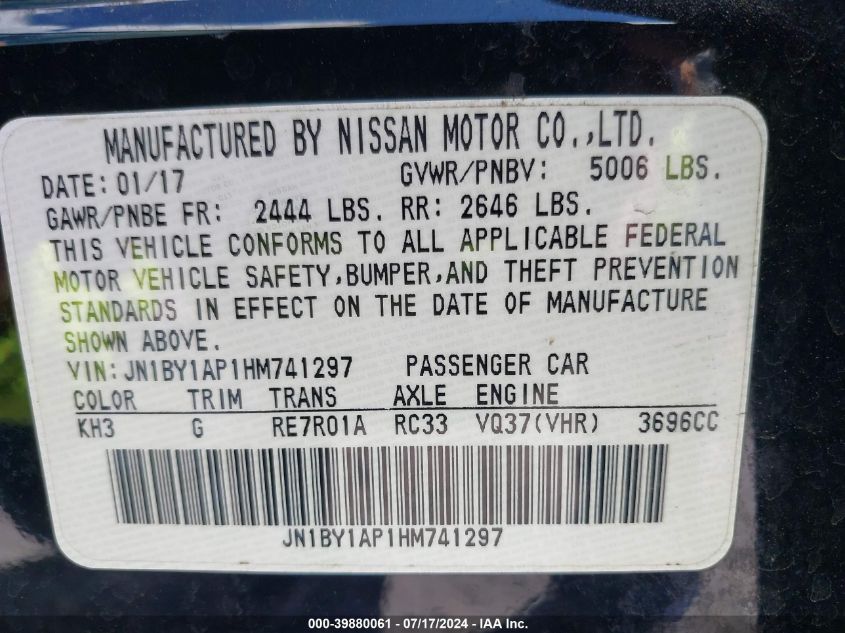 MANUFACTURED BY NISSAN MOTOR CO.,LTD.
DATE: 01/17 GVWR/PNBV: 5006 LBS.
GAWR/PNBE FR: 2444 LBS. RR: 2646 LBS.
THIS VEHICLE CONFORMS TO ALL APPLICABLE FEDERAL
MOTOR VEHICLE SAFETY,BUMPER,AND THEFT PREVENTION
STANDARDS IN EFFECT ON THE DATE OF MANUFACTURE
SHOWN ABOVE.
VIN: JN1BY1AP1HM741297 PASSENGER CAR
COLOR TRIM TRANS AXLE ENGINE
KH3 G RE7R01A RC33 VQ37(VHR) 3696CC
JN1BY1AP1HM741297
000-39880061 - 07/17/2024 - IAA Inc.